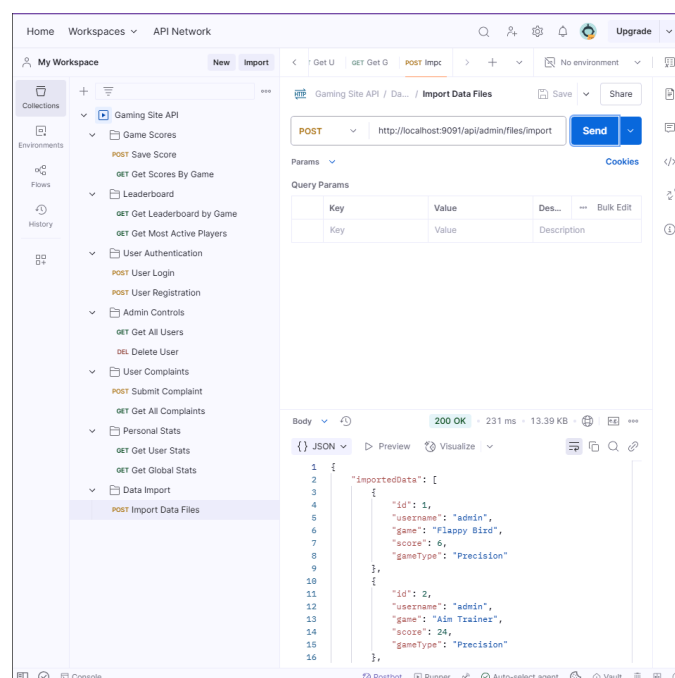 Home Workspaces API Network Upgrade
My Workspace New Import Get U GET Get G POST Impc No environment
Collections
Environments
Flows
History
Gaming Site API
Game Scores
POST Save Score
GET Get Scores By Game
Leaderboard
GET Get Leaderboard by Game
GET Get Most Active Players
User Authentication
POST User Login
POST User Registration
Admin Controls
GET Get All Users
DEL Delete User
User Complaints
POST Submit Complaint
GET Get All Complaints
Personal Stats
GET Get User Stats
GET Get Global Stats
Data Import
POST Import Data Files
HTTP Gaming Site API / Da... / Import Data Files Save Share
POST http://localhost:9091/api/admin/files/import Send
Params Cookies
Query Params
Key Value Des... Bulk Edit
Key Value Description
Body 200 OK 231 ms 13.39 KB e.g.
{} JSON Preview Visualize
1 {
2 "importedData": [
3 {
4 "id": 1,
5 "username": "admin",
6 "game": "Flappy Bird",
7 "score": 6,
8 "gameType": "Precision"
9 },
10 {
11 "id": 2,
12 "username": "admin",
13 "game": "Aim Trainer",
14 "score": 24,
15 "gameType": "Precision"
16 },
Console Postbot Runner Auto-select agent Vault